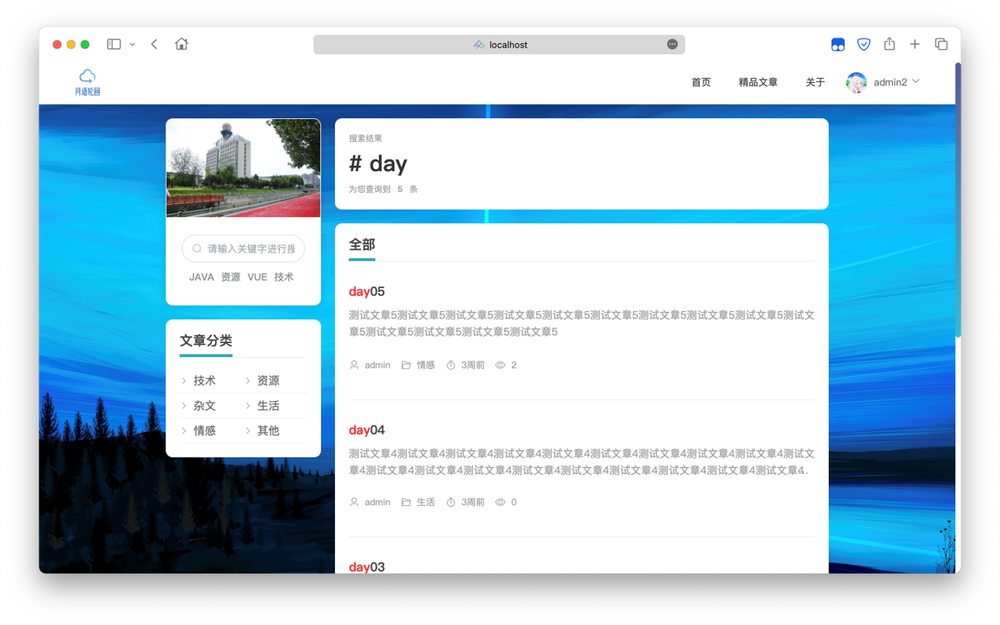 localhost
月语轮回
首页
精品文章
关于
admin2
请输入关键字进行搜
JAVA 资源 VUE 技术
文章分类
技术 资源
杂文 生活
情感 其他
搜索结果
# day
为您查询到 5 条
全部
day05
测试文章5测试文章5测试文章5测试文章5测试文章5测试文章5测试文章5测试文章5测试文章5测试文
章5测试文章5测试文章5测试文章5测试文章5
admin 情感 3周前 2
day04
测试文章4测试文章4测试文章4测试文章4测试文章4测试文章4测试文章4测试文章4测试文章4测试文
章4测试文章4测试文章4测试文章4测试文章4测试文章4测试文章4测试文章4测试文章4测试文章4.
admin 生活 3周前 0
day03